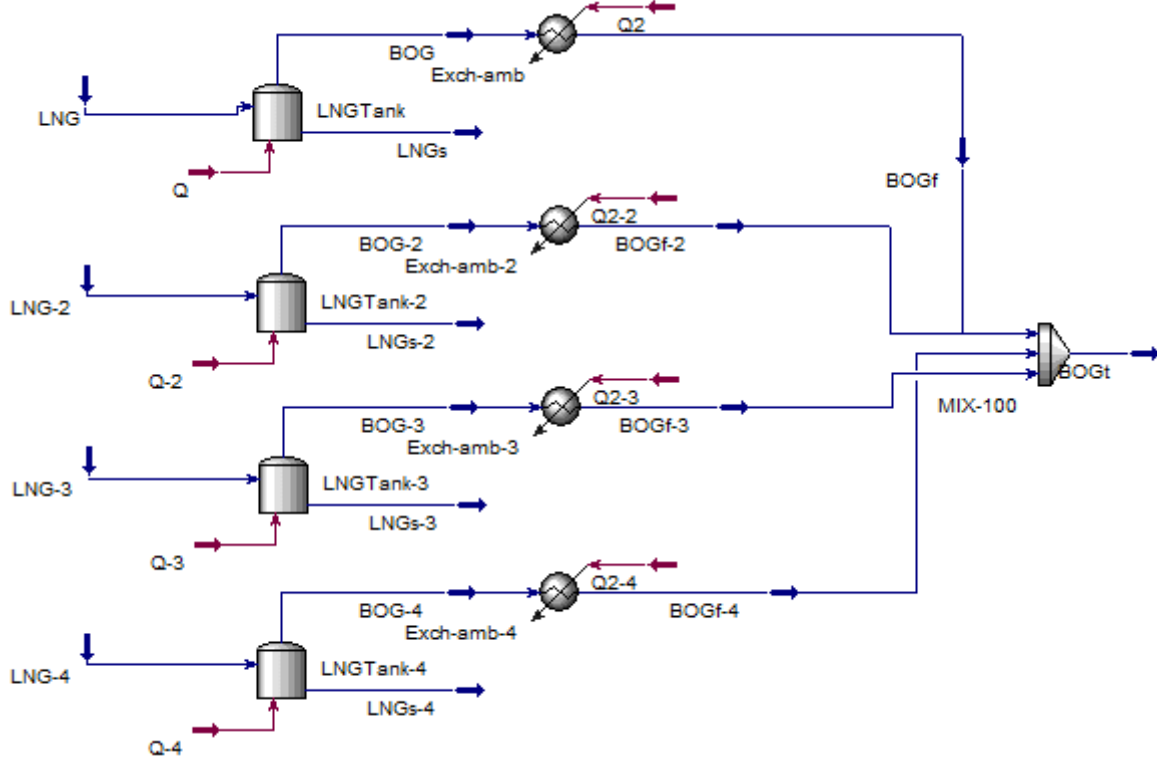 Q2
BOG
Exch-amb
LNG
LNGTank
LNGs
Q
BOGf
Q2-2
BOG-2
BOGf-2
Exch-amb-2
LNG-2
LNGTank-2
LNGs-2
Q-2
BOGt
Q2-3
MIX-100
BOG-3
BOGf-3
Exch-amb-3
LNG-3
LNGTank-3
LNGs-3
Q-3
Q2-4
BOG-4
BOGf-4
Exch-amb-4
LNG-4
LNGTank-4
LNGs-4
Q-4